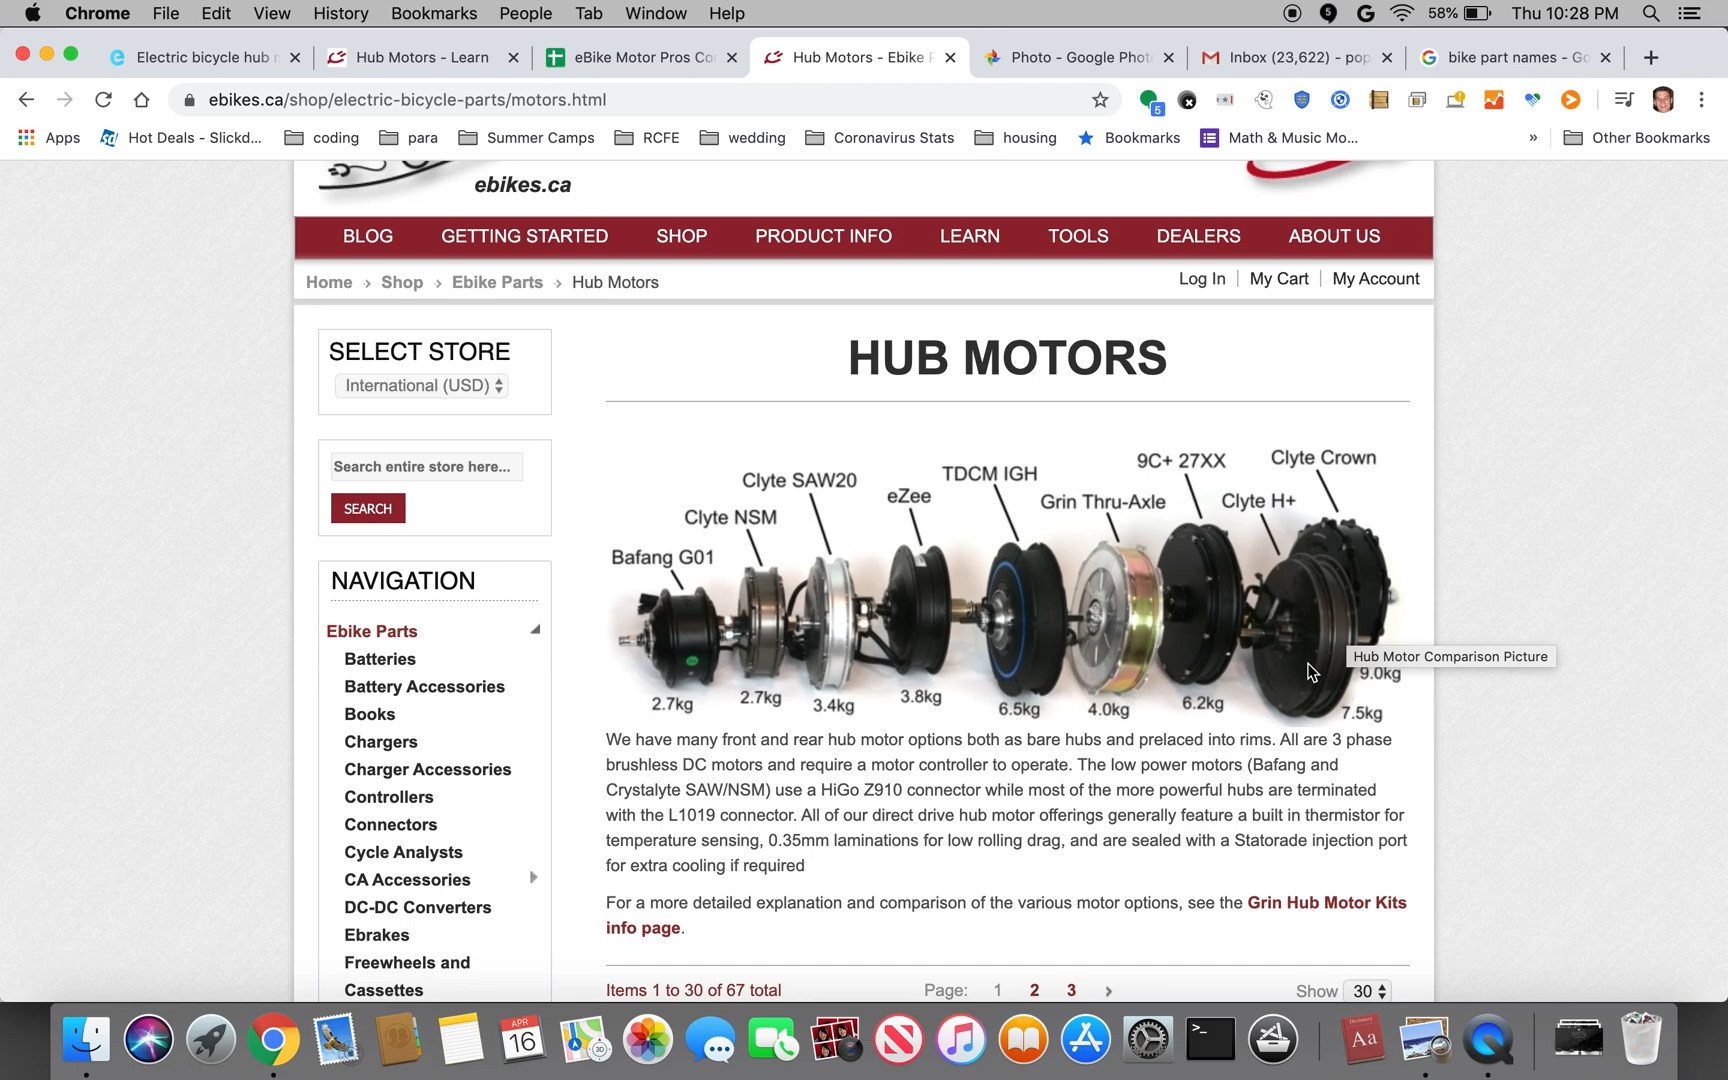 Chrome File Edit View History Bookmarks People Tab Window Help
5 58% Thu 10:28 PM
Electric bicycle hub
Hub Motors - Learn
eBike Motor Pros Co
Hub Motors - Ebike
Photo - Google Phot
Inbox (23,622) - pop
bike part names - Go
ebikes.ca/shop/electric-bicycle-parts/motors.html
5
Apps Hot Deals - Slickd... coding para Summer Camps RCFE wedding Coronavirus Stats housing Bookmarks Math & Music Mo... » Other Bookmarks
ebikes.ca
BLOG GETTING STARTED SHOP PRODUCT INFO LEARN TOOLS DEALERS ABOUT US
Home › Shop › Ebike Parts › Hub Motors
Log In | My Cart | My Account
SELECT STORE
International (USD)
Search entire store here...
SEARCH
NAVIGATION
Ebike Parts
Batteries
Battery Accessories
Books
Chargers
Charger Accessories
Controllers
Connectors
Cycle Analysts
CA Accessories
DC-DC Converters
Ebrakes
Freewheels and
Cassettes
HUB MOTORS
Clyte Crown
9C+ 27XX
TDCM IGH
Clyte SAW20
eZee
Grin Thru-Axle
Clyte H+
Clyte NSM
Bafang G01
Hub Motor Comparison Picture
9.0kg
2.7kg
2.7kg
3.4kg
3.8kg
6.5kg
4.0kg
6.2kg
7.5kg
We have many front and rear hub motor options both as bare hubs and prelaced into rims. All are 3 phase
brushless DC motors and require a motor controller to operate. The low power motors (Bafang and
Crystalyte SAW/NSM) use a HiGo Z910 connector while most of the more powerful hubs are terminated
with the L1019 connector. All of our direct drive hub motor offerings generally feature a built in thermistor for
temperature sensing, 0.35mm laminations for low rolling drag, and are sealed with a Statorade injection port
for extra cooling if required
For a more detailed explanation and comparison of the various motor options, see the Grin Hub Motor Kits
info page.
Items 1 to 30 of 67 total
Page: 1 2 3 ›
Show 30
APR
16
3D
Aa